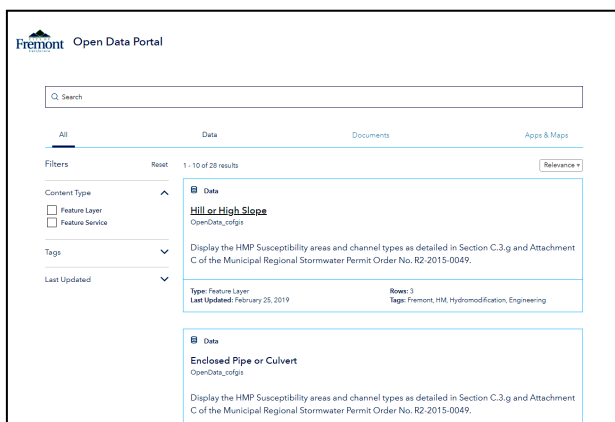 Fremont Open Data Portal
Search
All Data Documents Apps & Maps
Filters Reset 1 - 10 of 28 results Relevance
Content Type
Feature Layer
Feature Service
Tags
Last Updated
Data
Hill or High Slope
OpenData_cofgis
Display the HMP Susceptibility areas and channel types as detailed in Section C.3.g and Attachment
C of the Municipal Regional Stormwater Permit Order No. R2-2015-0049.
Type: Feature Layer Rows: 3
Last Updated: February 25, 2019 Tags: Fremont, HM, Hydromodification, Engineering
Data
Enclosed Pipe or Culvert
OpenData_cofgis
Display the HMP Susceptibility areas and channel types as detailed in Section C.3.g and Attachment
C of the Municipal Regional Stormwater Permit Order No. R2-2015-0049.